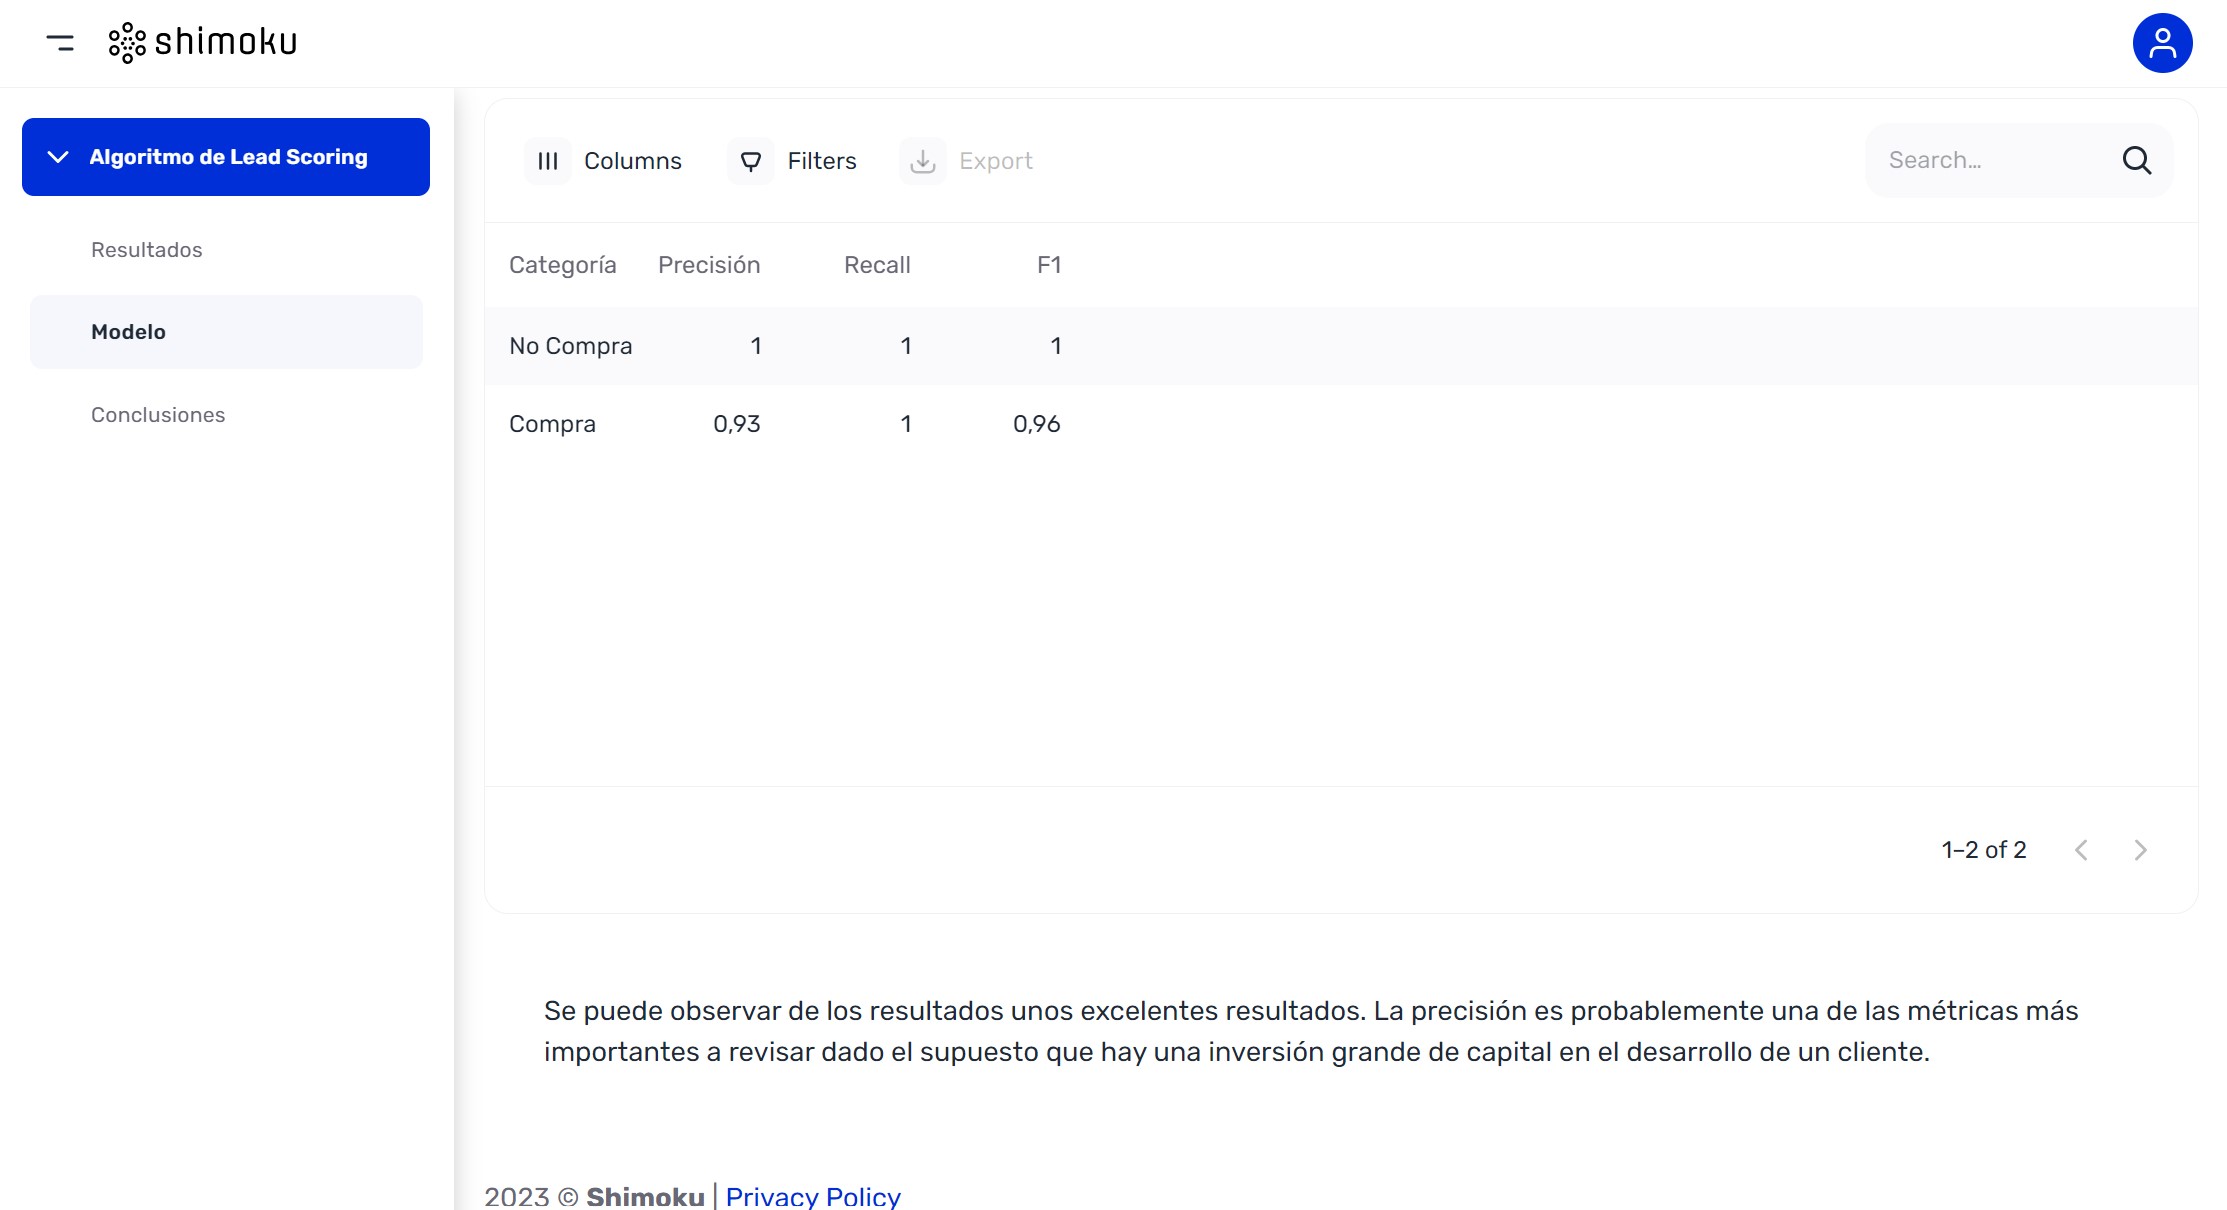 shimoku
Algoritmo de Lead Scoring
Resultados
Modelo
Conclusiones
Columns Filters Export Search…
Categoría Precisión Recall F1
No Compra 1 1 1
Compra 0,93 1 0,96
1–2 of 2
Se puede observar de los resultados unos excelentes resultados. La precisión es probablemente una de las métricas más
importantes a revisar dado el supuesto que hay una inversión grande de capital en el desarrollo de un cliente.
2023 © Shimoku | Privacy Policy